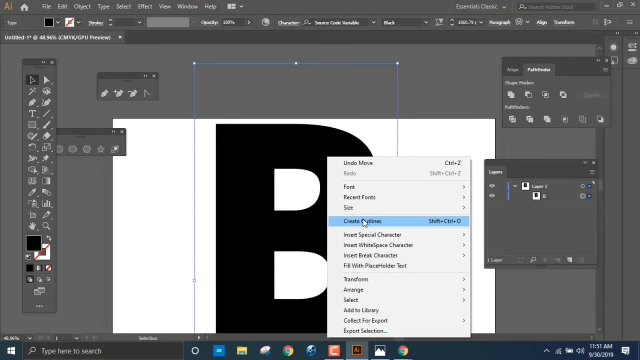 Ai File Edit Object Type Select Effect View Window Help Essentials Classic Search Adobe Stock
Type Stroke: Opacity: 100% Character: Source Code Variable Black Paragraph: Align Transform
Untitled-1* @ 48.96% (CMYK/GPU Preview)
Align Pathfinder
Shape Modes:
Expand
Pathfinders:
B
Undo Move Ctrl+Z
Redo Shift+Ctrl+Z
Font
Recent Fonts
Size
Create Outlines Shift+Ctrl+O
Insert Special Character
Insert WhiteSpace Character
Insert Break Character
Fill With PlaceHolder Text
Transform
Arrange
Select
Add to Library
Collect For Export
Export Selection...
Layers
Layer 1
B
1 Layer
48.96% 1 Selection
Type here to search
11:51 AM
9/30/2019